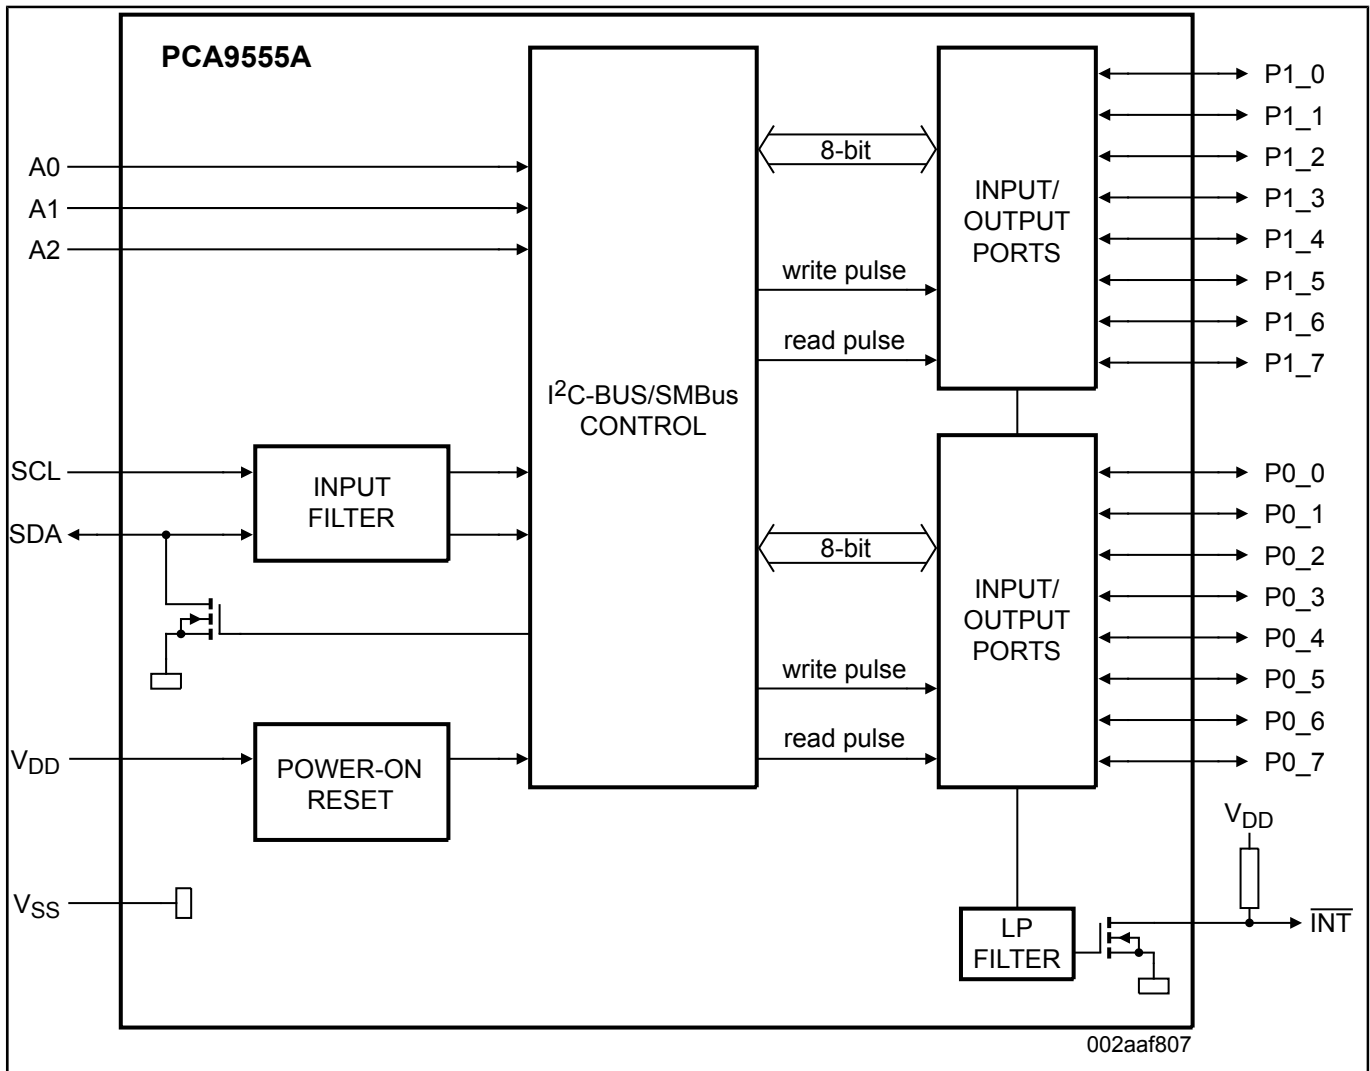 PCA9555A
A0
A1
A2
SCL
SDA
VDD
VSS
INPUT
FILTER
POWER-ON
RESET
I2C-BUS/SMBus
CONTROL
8-bit
write pulse
read pulse
INPUT/
OUTPUT
PORTS
P1_0
P1_1
P1_2
P1_3
P1_4
P1_5
P1_6
P1_7
8-bit
write pulse
read pulse
INPUT/
OUTPUT
PORTS
P0_0
P0_1
P0_2
P0_3
P0_4
P0_5
P0_6
P0_7
VDD
LP
FILTER
INT
002aaf807